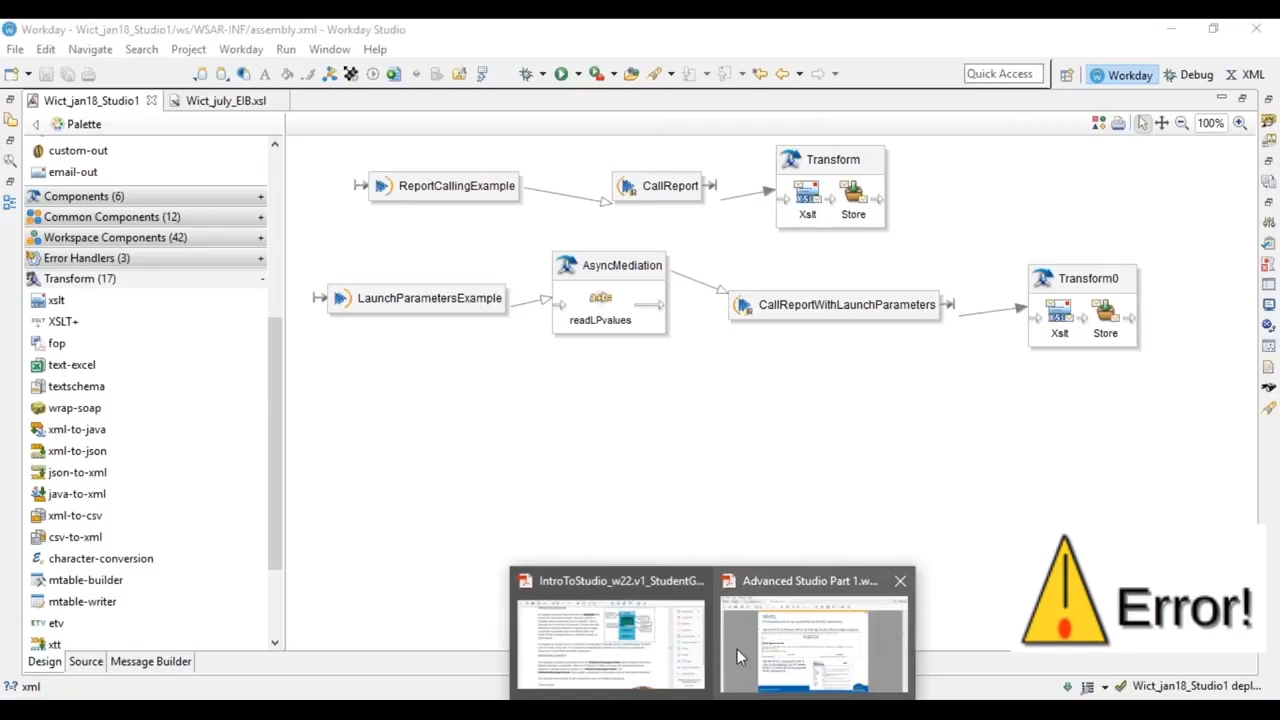 Workday - Wict_jan18_Studio1/ws/WSAR-INF/assembly.xml - Workday Studio
File Edit Navigate Search Project Workday Run Window Help
Quick Access
Workday
Debug
XML
Wict_jan18_Studio1
Wict_july_EIB.xsl
Palette
100%
custom-out
email-out
Components (6)
Common Components (12)
Workspace Components (42)
Error Handlers (3)
Transform (17)
xslt
XSLT+
fop
text-excel
textschema
wrap-soap
xml-to-java
xml-to-json
json-to-xml
java-to-xml
xml-to-csv
csv-to-xml
character-conversion
mtable-builder
mtable-writer
etv
Design Source Message Builder
xml
ReportCallingExample
CallReport
Transform
Xslt Store
LaunchParametersExample
AsyncMediation
readLPvalues
CallReportWithLaunchParameters
Transform0
Xslt Store
Error!
IntroToStudio_w22.v1_StudentG...
Advanced Studio Part 1.w...
Wict_jan18_Studio1 depl...